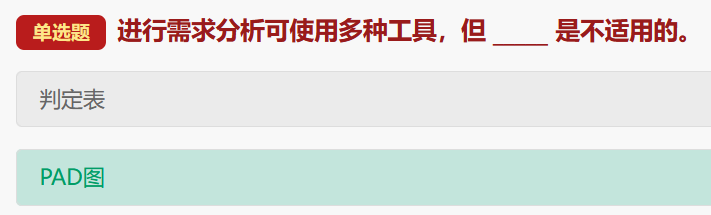 单选题 进行需求分析可使用多种工具，但 _____ 是不适用的。
判定表
PAD图